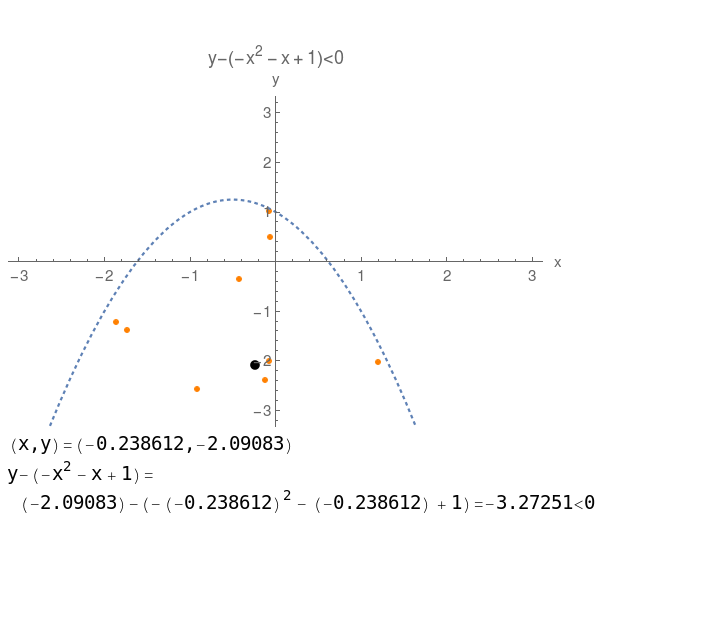 y−(−x² − x + 1)<0
y
3
2
1
−3 −2 −1 1 2 3 x
−1
−2
−3
(x,y)=(−0.238612,−2.09083)
y−(−x² − x + 1)=
(−2.09083)−(−(−0.238612)² − (−0.238612) + 1)=−3.27251<0